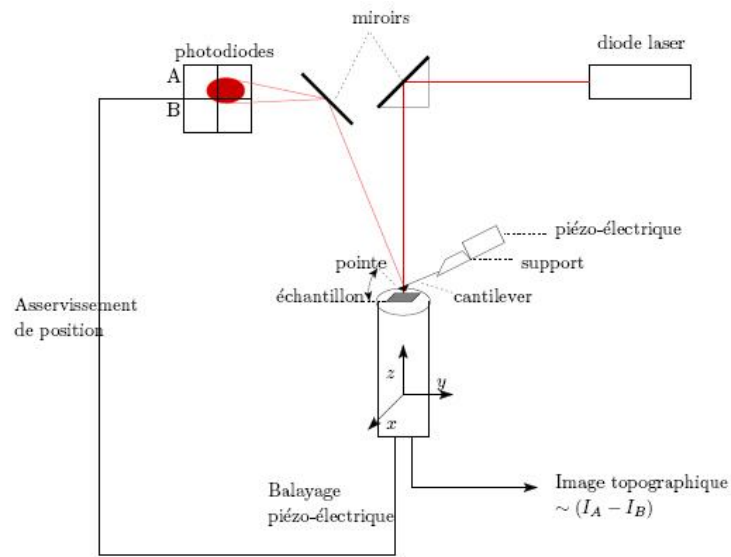 miroirs
photodiodes
diode laser
A
B
piézo-électrique
pointe
support
échantillon
cantilever
Asservissement
de position
z
y
x
Balayage
piézo-électrique
Image topographique
∼ (I_A − I_B)